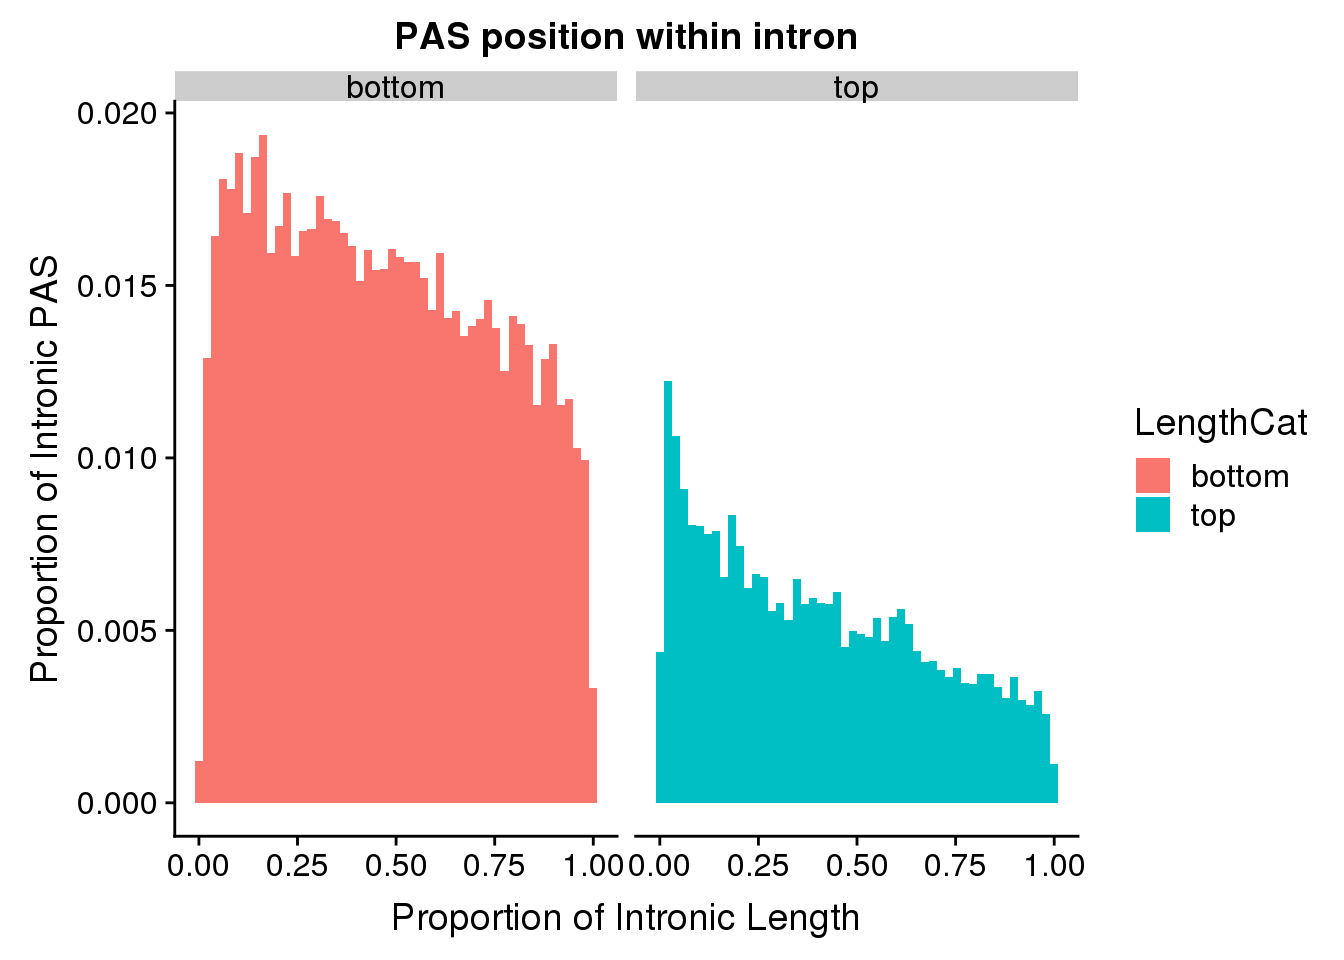 PAS position within intron
bottom
top
0.020
0.015
0.010
0.005
0.000
Proportion of Intronic PAS
0.00 0.25 0.50 0.75 1.00
0.00 0.25 0.50 0.75 1.00
Proportion of Intronic Length
LengthCat
bottom
top